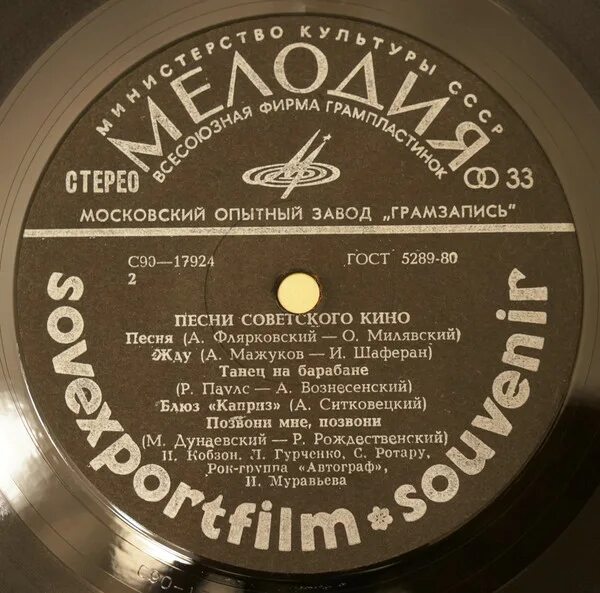 МИНИСТЕРСТВО КУЛЬТУРЫ СССР
МЕЛОДИЯ
ВСЕСОЮЗНАЯ ФИРМА ГРАМПЛАСТИНОК
СТЕРЕО
33
МОСКОВСКИЙ ОПЫТНЫЙ ЗАВОД „ГРАМЗАПИСЬ"
С90—17924
ГОСТ 5289-80
2
ПЕСНИ СОВЕТСКОГО КИНО
Песня (А. Флярковский — О. Милявский)
Жду (А. Мажуков — И. Шаферан)
Танец на барабане
(Р. Паулс — А. Вознесенский)
Блюз «Каприз» (А. Ситковецкий)
Позвони мне, позвони
(М. Дунаевский — Р. Рождественский)
И. Кобзон, Л. Гурченко, С. Ротару,
Рок-группа «Автограф»,
И. Муравьева
sovexportfilm souvenir